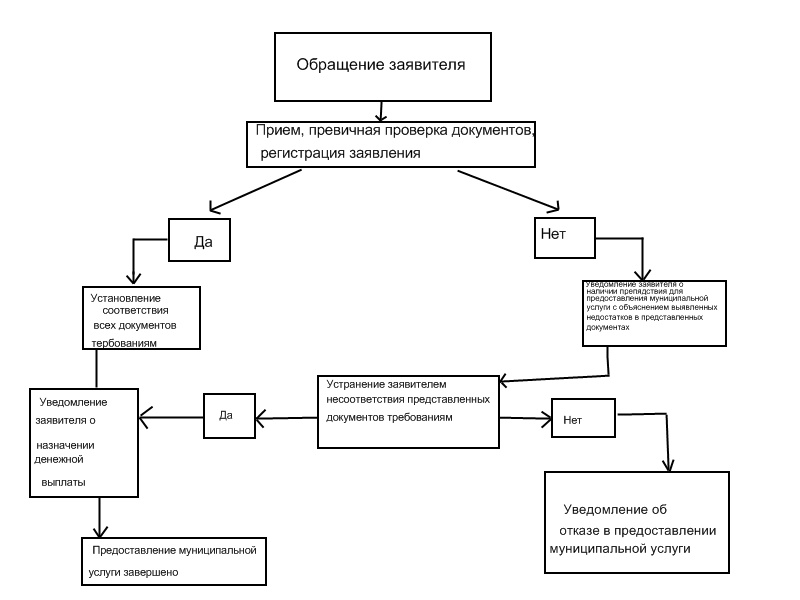 Обращение заявителя
Прием, превичная проверка документов,
регистрация заявления
Да
Нет
Установление
соответствия
всех документов
тербованиям
Уведомление заявителя о
наличии препядствия для
предоставления муниципальной
услуги с объяснением выявленных
недостатков в представленных
документах
Устранение заявителем
несоответствия представленных
документов требованиям
Да
Нет
Уведомление
заявителя о
назначении
денежной
выплаты
Уведомление об
отказе в предоставлении
муниципальной услуги
Предоставление муниципальной
услуги завершено